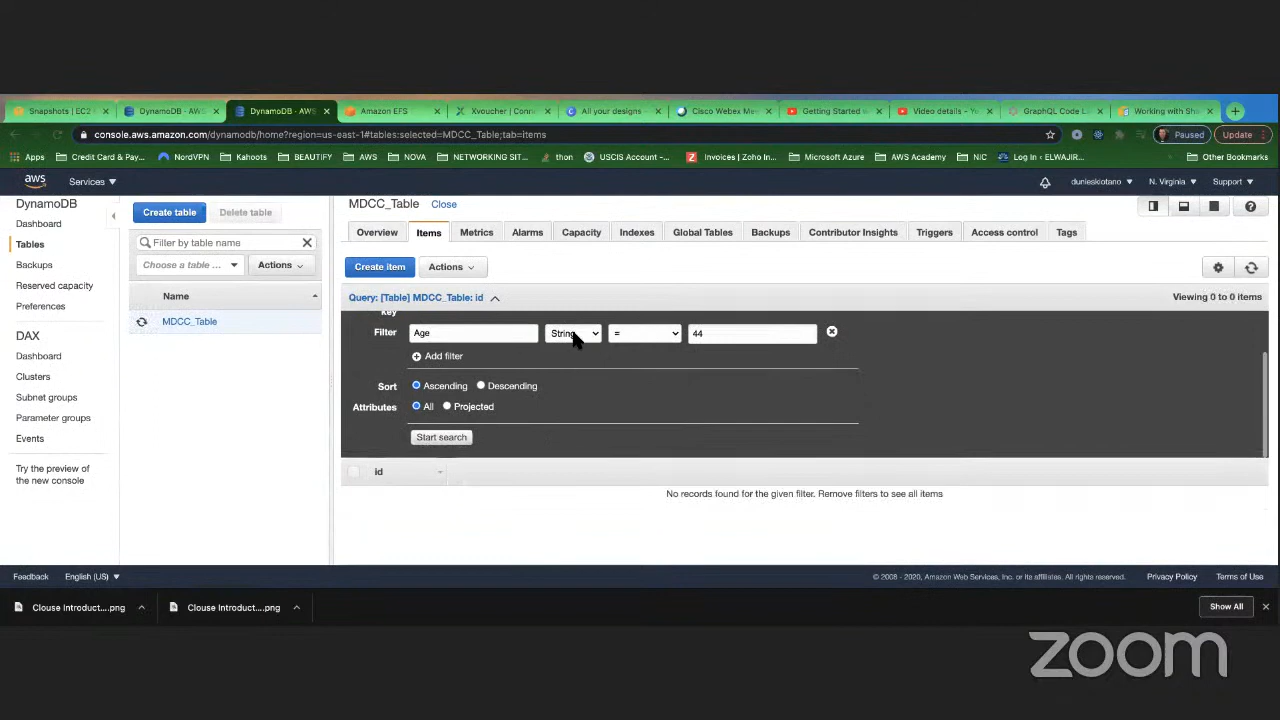 Snapshots | EC2
DynamoDB - AWS
DynamoDB - AWS
Amazon EFS
Xvoucher | Conn
All your designs
Cisco Webex Me
Getting Started
Video details - Yo
GraphQL Code
Working with Sha
console.aws.amazon.com/dynamodb/home?region=us-east-1#tables:selected=MDCC_Table;tab=items
Paused
Update
Apps
Credit Card & Pay...
NordVPN
Kahoots
BEAUTIFY
AWS
NOVA
NETWORKING SIT...
thon
USCIS Account -...
Invoices | Zoho In...
Microsoft Azure
AWS Academy
NIC
Log In ‹ ELWAJIR...
Other Bookmarks
aws
Services
dunieskiotano
N. Virginia
Support
DynamoDB
Dashboard
Tables
Backups
Reserved capacity
Preferences
DAX
Dashboard
Clusters
Subnet groups
Parameter groups
Events
Try the preview of
the new console
Create table
Delete table
Filter by table name
Choose a table ...
Actions
Name
MDCC_Table
MDCC_Table
Close
Overview
Items
Metrics
Alarms
Capacity
Indexes
Global Tables
Backups
Contributor Insights
Triggers
Access control
Tags
Create item
Actions
Query: [Table] MDCC_Table: id
Viewing 0 to 0 items
key
Filter
Age
String
=
44
Add filter
Sort
Ascending
Descending
Attributes
All
Projected
Start search
id
No records found for the given filter. Remove filters to see all items
Feedback
English (US)
© 2008 - 2020, Amazon Web Services, Inc. or its affiliates. All rights reserved.
Privacy Policy
Terms of Use
Clouse Introduct....png
Clouse Introduct....png
Show All
zoom